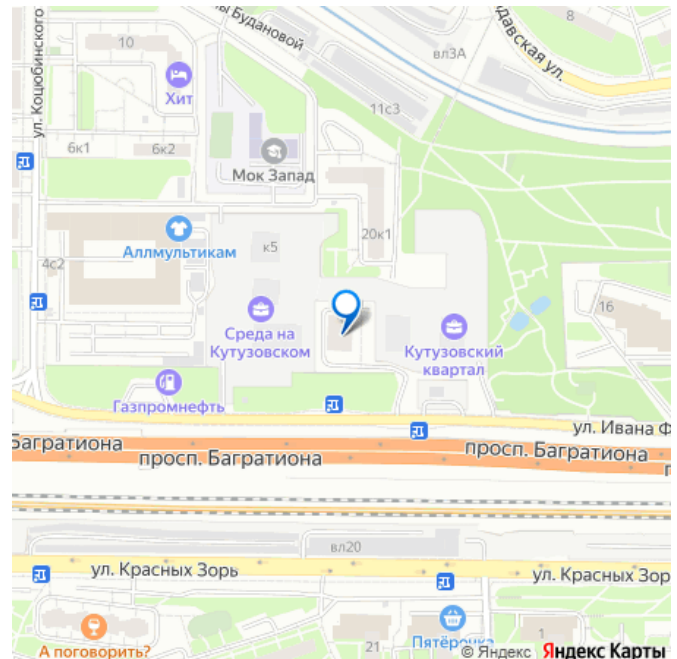 ны Будановой
8
давская ул.
10
вл3А
ул. Коцюбинского
Хит
11с3
6к1
6к2
Мок Запад
20к1
Аллмультикам
к5
4с2
16
Среда на
Кутузовском
Кутузовский
квартал
Газпромнефть
ул. Ивана Ф
Багратиона
просп. Багратиона
просп. Багратиона
п
вл20
ул. Красных Зорь
ул. Красных Зор
А поговорить?
21
Пятёрочка
1
© Яндекс Яндекс Карты